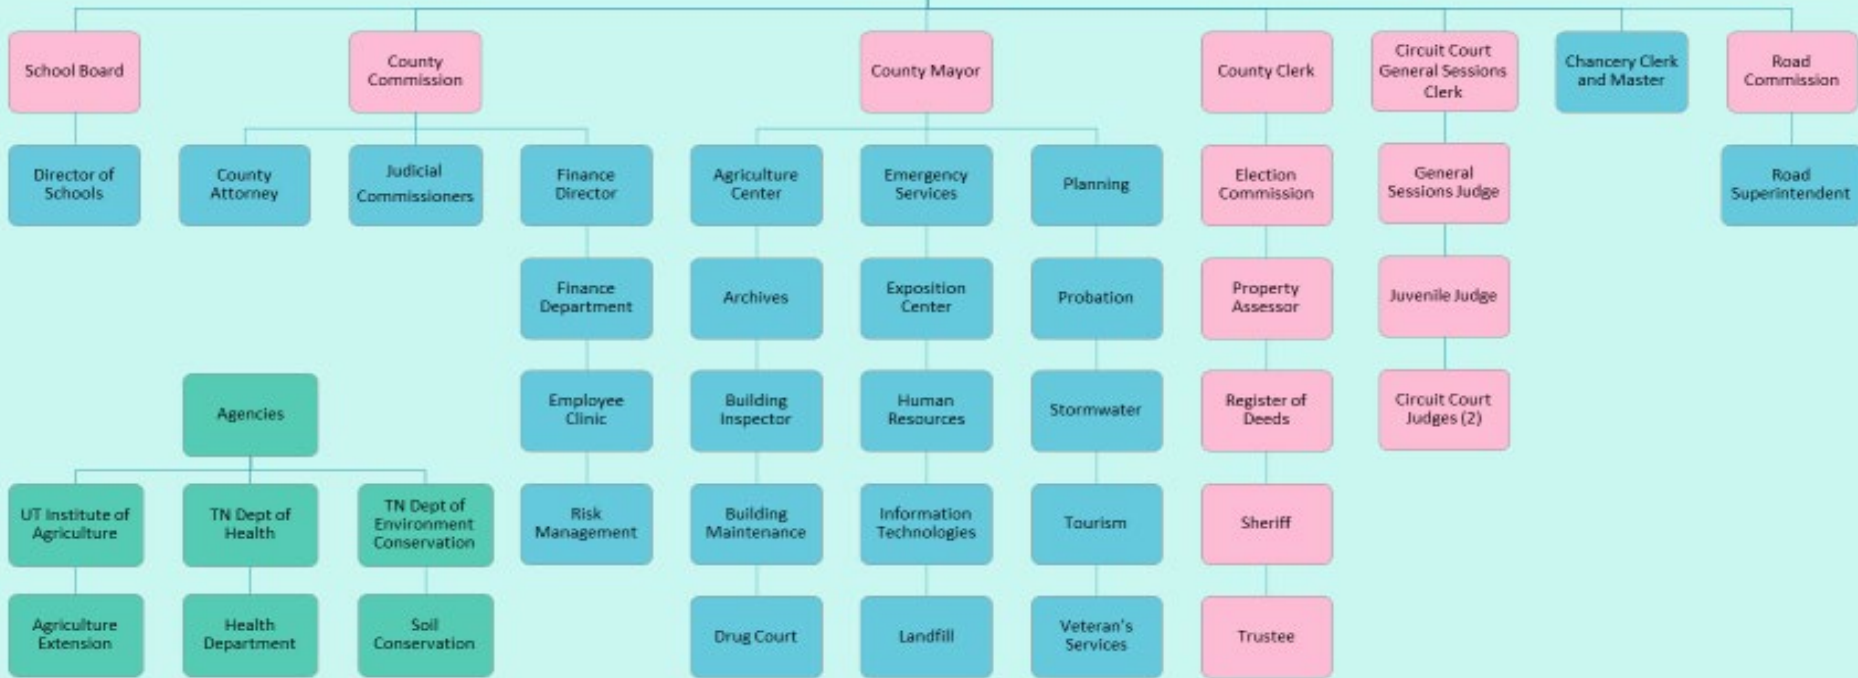 School Board
County
Commission
County Mayor
County Clerk
Circuit Court
General Sessions
Clerk
Chancery Clerk
and Master
Road
Commission
Director of
Schools
County
Attorney
Judicial
Commissioners
Finance
Director
Agriculture
Center
Emergency
Services
Planning
Election
Commission
General
Sessions Judge
Road
Superintendent
Finance
Department
Archives
Exposition
Center
Probation
Property
Assessor
Juvenile Judge
Agencies
Employee
Clinic
Building
Inspector
Human
Resources
Stormwater
Register of
Deeds
Circuit Court
Judges (2)
UT Institute of
Agriculture
TN Dept of
Health
TN Dept of
Environment
Conservation
Risk
Management
Building
Maintenance
Information
Technologies
Tourism
Sheriff
Agriculture
Extension
Health
Department
Soil
Conservation
Drug Court
Landfill
Veteran's
Services
Trustee